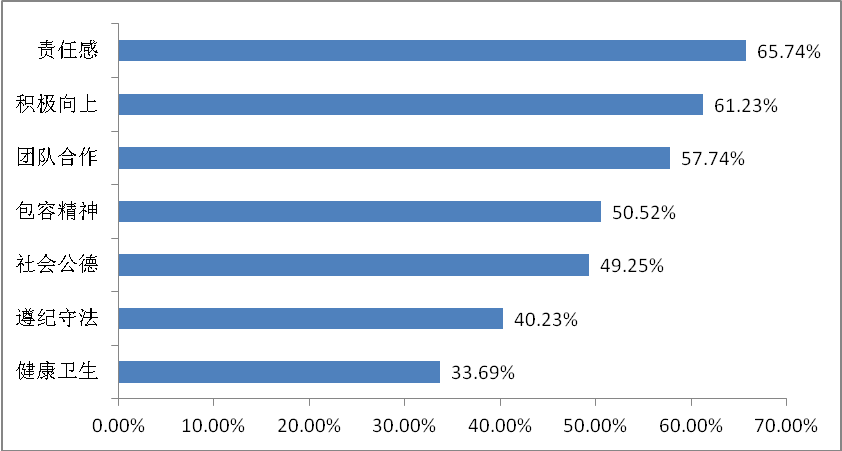 责任感 65.74%
积极向上 61.23%
团队合作 57.74%
包容精神 50.52%
社会公德 49.25%
遵纪守法 40.23%
健康卫生 33.69%
0.00% 10.00% 20.00% 30.00% 40.00% 50.00% 60.00% 70.00%